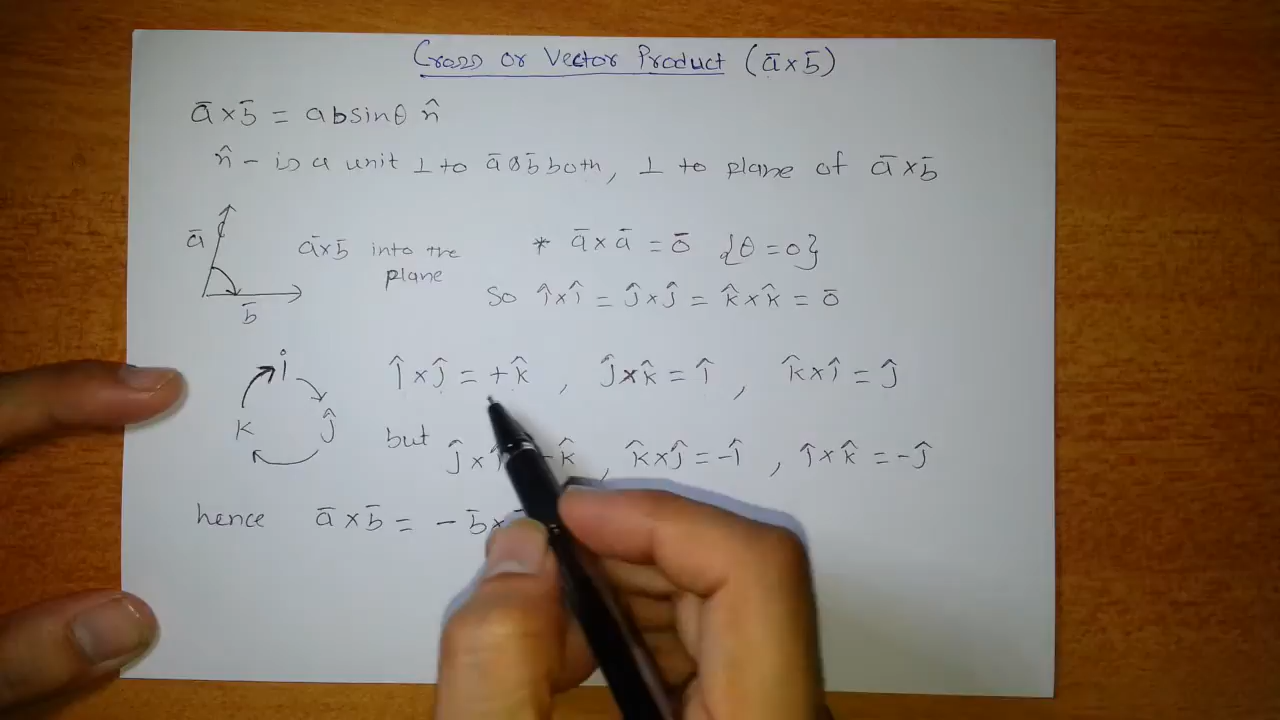 Cross or Vector Product (a̅×b̅)
a̅×b̅ = absinθ n̂
n̂ - is a unit ⊥ to a̅ & b̅ both, ⊥ to plane of a̅×b̅
a̅
b̅
a̅×b̅ into the
plane
* a̅×a̅ = 0̅ {θ=0}
So î×î = ĵ×ĵ = k̂×k̂ = 0̅
i
ĵ
k
î×ĵ = +k̂ , ĵ×k̂ = î , k̂×î = ĵ
but ĵ× -k̂ , k̂×ĵ = -î , î×k̂ = -ĵ
hence a̅×b̅ = - b̅×